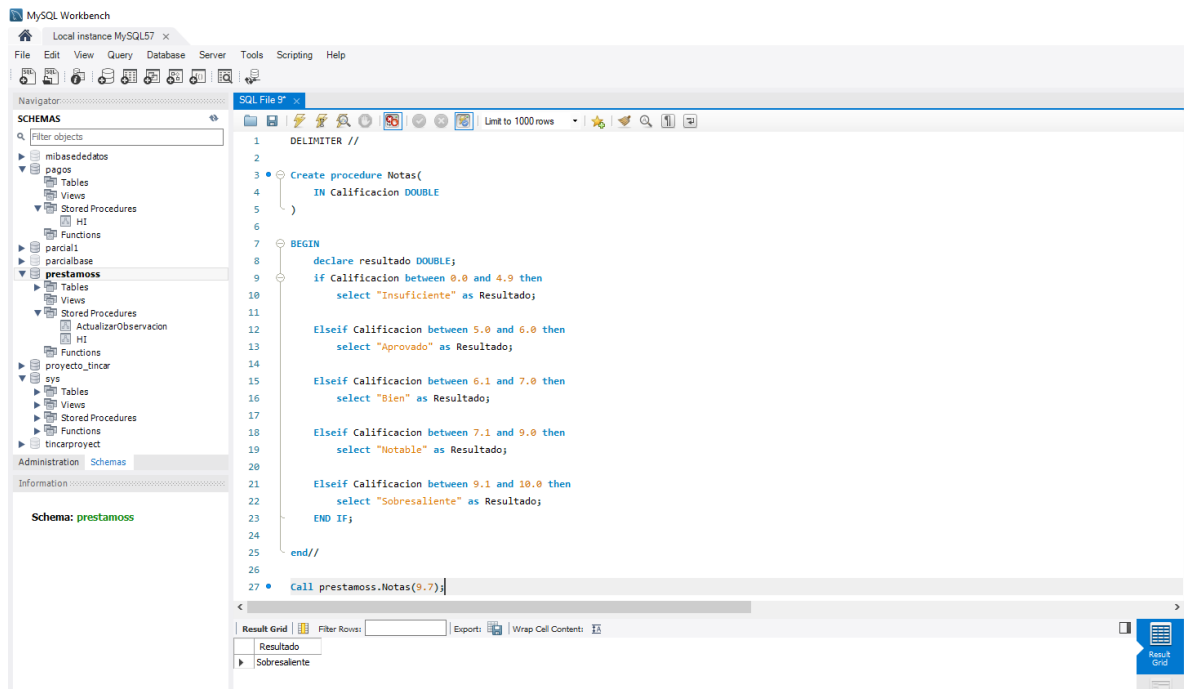 MySQL Workbench
Local instance MySQL57 ×
File Edit View Query Database Server Tools Scripting Help
Navigator
SCHEMAS
Filter objects
mibasededatos
pagos
Tables
Views
Stored Procedures
HI
Functions
parcial1
parcialbase
prestamoss
Tables
Views
Stored Procedures
ActualizarObservacion
HI
Functions
proyecto_tincar
sys
Tables
Views
Stored Procedures
Functions
tincarproyect
Administration Schemas
Information
Schema: prestamoss
SQL File 9* ×
Limit to 1000 rows
1 DELIMITER //
2
3 Create procedure Notas(
4 IN Calificacion DOUBLE
5 )
6
7 BEGIN
8 declare resultado DOUBLE;
9 if Calificacion between 0.0 and 4.9 then
10 select "Insuficiente" as Resultado;
11
12 Elseif Calificacion between 5.0 and 6.0 then
13 select "Aprovado" as Resultado;
14
15 Elseif Calificacion between 6.1 and 7.0 then
16 select "Bien" as Resultado;
17
18 Elseif Calificacion between 7.1 and 9.0 then
19 select "Notable" as Resultado;
20
21 Elseif Calificacion between 9.1 and 10.0 then
22 select "Sobresaliente" as Resultado;
23 END IF;
24
25 end//
26
27 Call prestamoss.Notas(9.7);
Result Grid Filter Rows: Export: Wrap Cell Content:
Resultado
Sobresaliente
Result
Grid